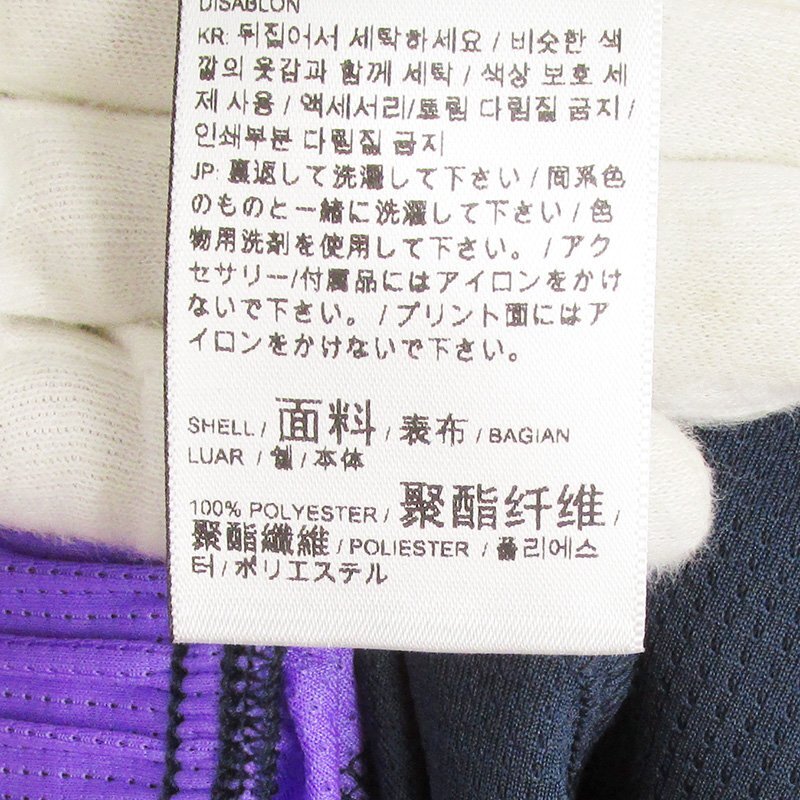 DISABLON
KR: 뒤집어서 세탁하세요 / 비슷한 색
깔의 옷감과 함께 세탁 / 색상 보호 세
제 사용 / 액세서리/트림 다림질 금지 /
인쇄부분 다림질 금지
JP: 裏返して洗濯して下さい / 同系色
のものと一緒に洗濯して下さい / 色
物用洗剤を使用して下さい。/ アク
セサリー/付属品にはアイロンをかけ
ないで下さい。/ プリント面にはア
イロンをかけないで下さい。
SHELL / 面料 / 表布 / BAGIAN
LUAR / 겉 / 本体
100% POLYESTER / 聚酯纤维 /
聚酯纖維 / POLIESTER / 폴리에스
터 / ポリエステル